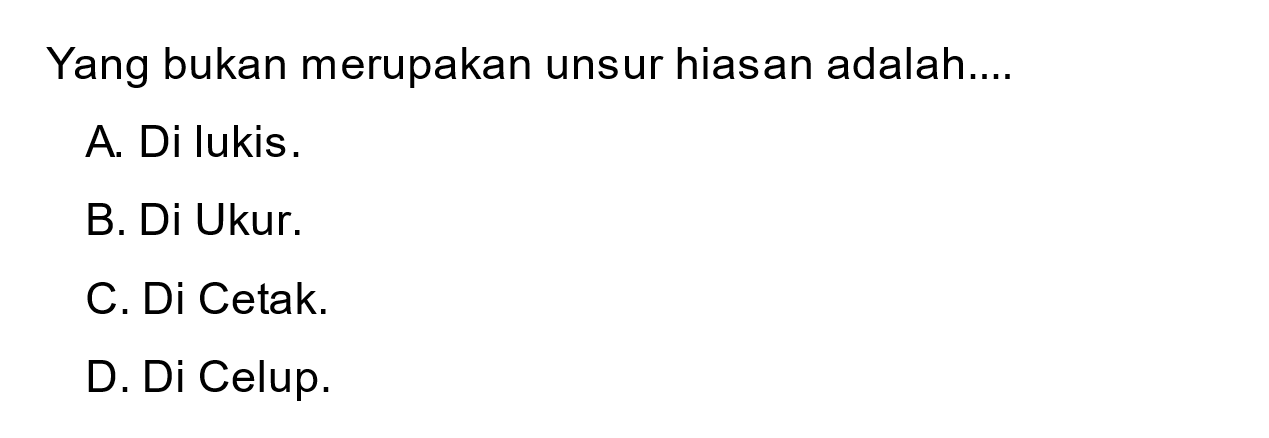 Yang bukan merupakan unsur hiasan adalah....
A. Di lukis.
B. Di Ukur.
C. Di Cetak.
D. Di Celup.